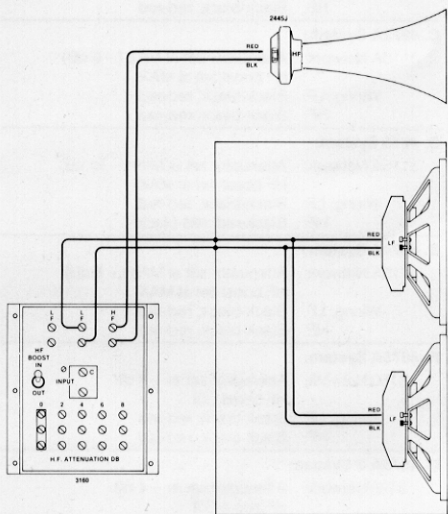 2445J
RED
HF
BLK
RED
BLK
LF
L F
L F
H F
HF
BOOST
IN
OUT
INPUT
C
0 2 4 6 8
H.F. ATTENUATION DB
3160
RED
BLK
LF